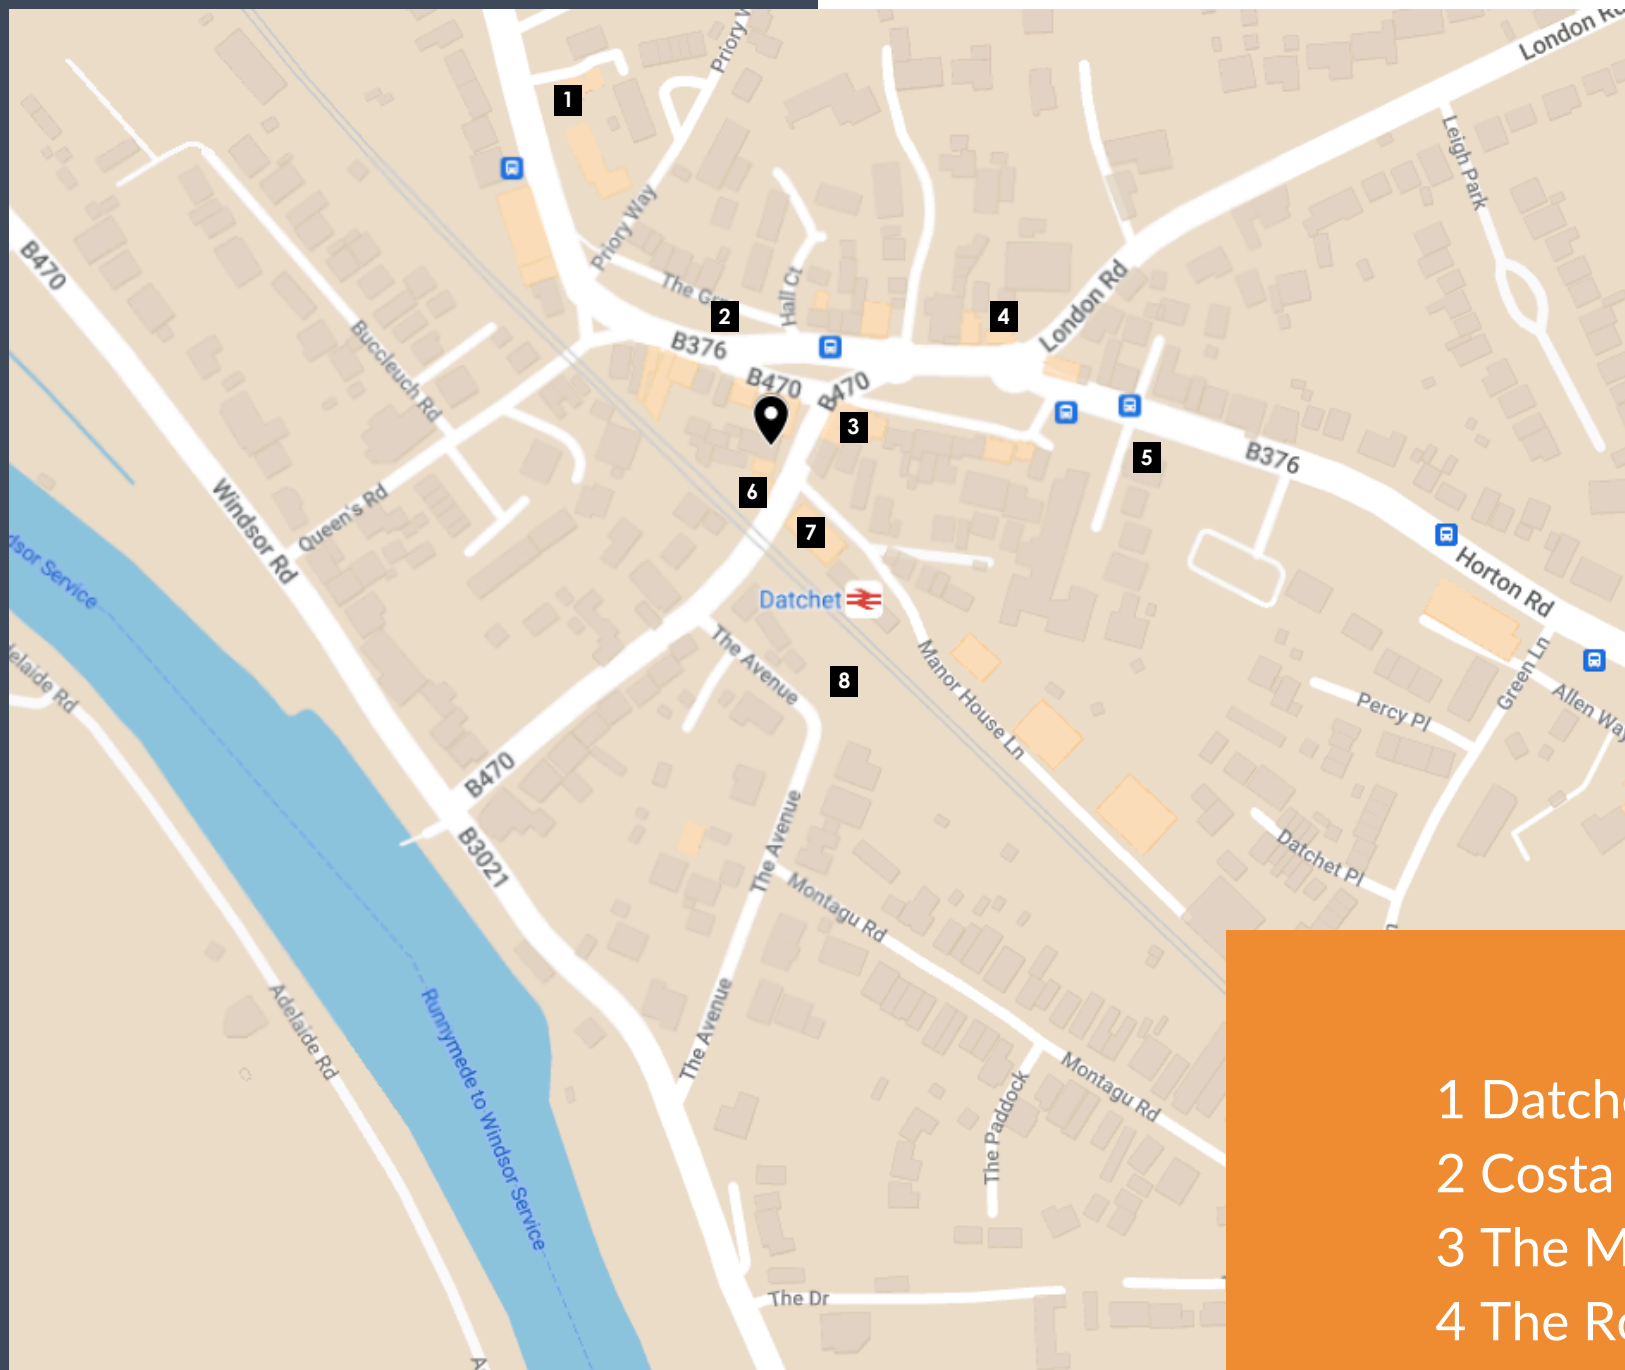 London Rd
Priory W
1
Leigh Park
Priory Way
B470
The Gr
Hall Ct
2
4
London Rd
Buccleuch Rd
B376
B470
B470
3
5
B376
Windsor Rd
Queen's Rd
6
7
Horton Rd
dsor Service
Datchet
The Avenue
8
Manor House Ln
Green Ln
Allen Way
Percy Pl
elaide Rd
B470
B3021
The Avenue
Datchet Pl
Montagu Rd
Adelaide Rd
Runnymede to Windsor Service
The Avenue
The Paddock
Montagu Rd
The Dr
1 Datche
2 Costa
3 The M
4 The Ro